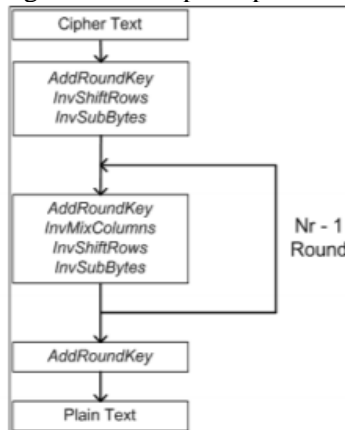 Cipher Text
AddRoundKey
InvShiftRows
InvSubBytes
AddRoundKey
InvMixColumns
InvShiftRows
InvSubBytes
Nr - 1
Round
AddRoundKey
Plain Text